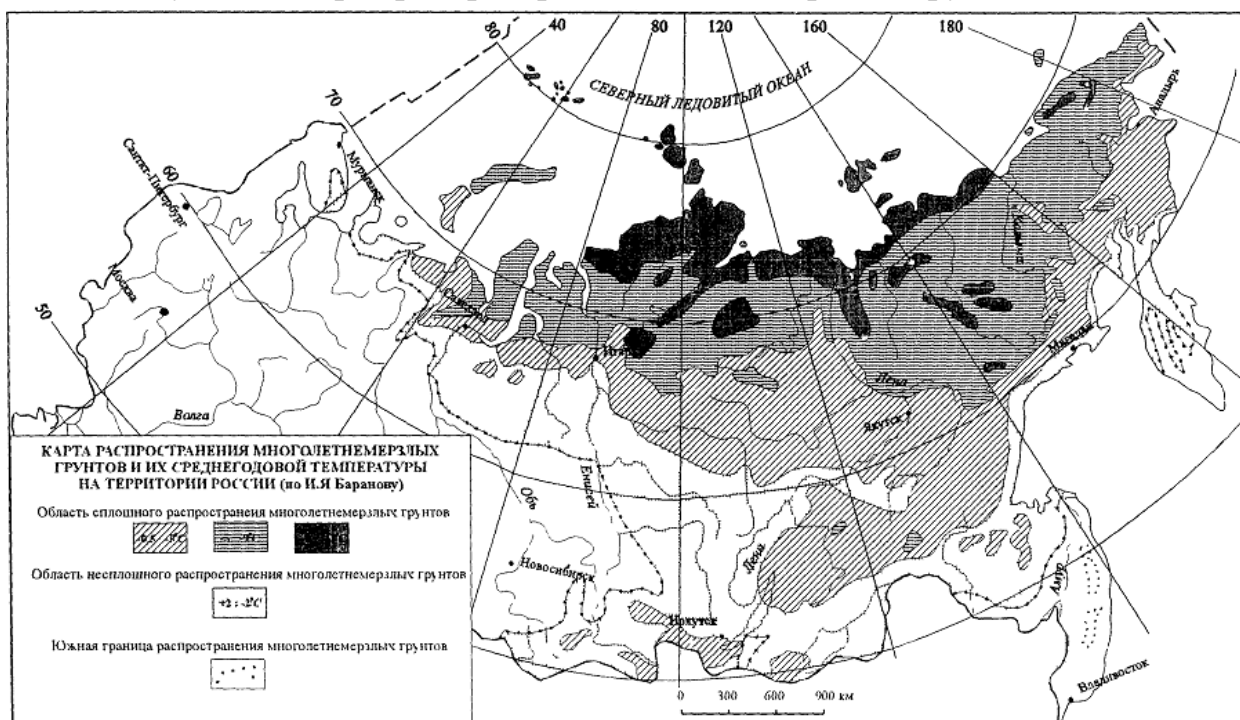 80
40
80
120
160
180
СЕВЕРНЫЙ ЛЕДОВИТЫЙ ОКЕАН
Анадырь
70
Мурманск
60
Санкт-Питербург
Москва
50
Волга
Колыма
Магадан
Лена
Якутск
Енисей
Обь
Новосибирск
Лена
Иркутск
Амур
Владивосток
КАРТА РАСПРОСТРАНЕНИЯ МНОГОЛЕТНЕМЕРЗЛЫХ
ГРУНТОВ И ИХ СРЕДНЕГОДОВОЙ ТЕМПЕРАТУРЫ
НА ТЕРРИТОРИИ РОССИИ (по И.Я Баранову)
Область сплошного распространеия многолетнемерзлых грунтов
Область несплошного распространения многолетнемерзлых грунтов
+2 ÷ -2°C
Южная граница распространения многолетнемерзлых грунтов
0 300 600 900 км